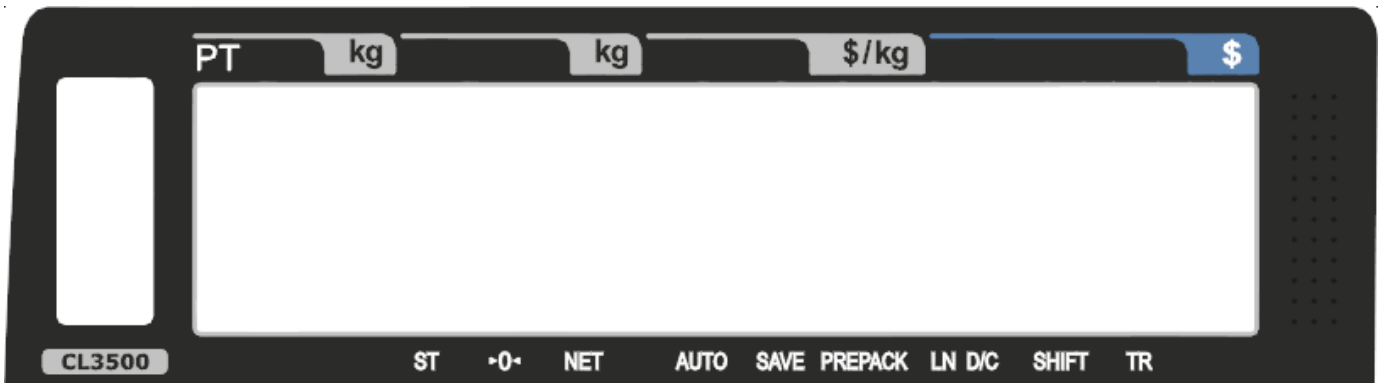 PT kg kg $/kg $
CL3500 ST ▸0◂ NET AUTO SAVE PREPACK LN D/C SHIFT TR